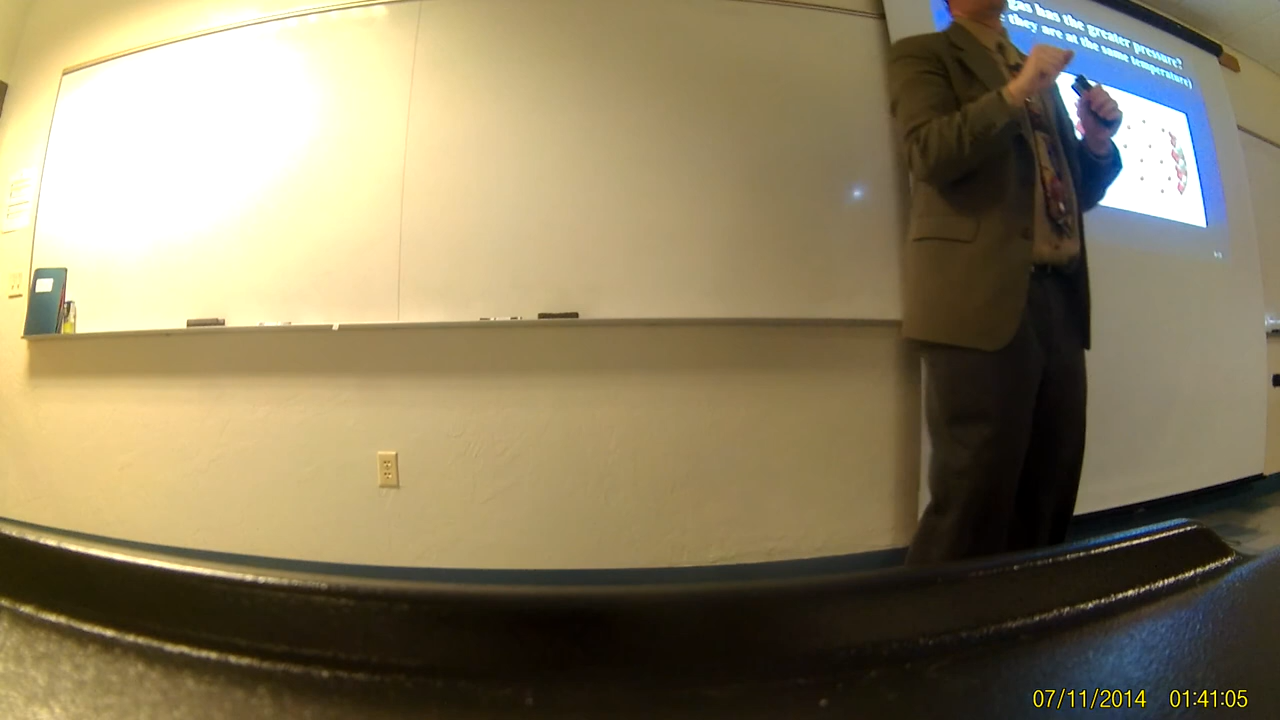 gas has the greater pressure?
they are at the same temperature)
07/11/2014 01:41:05